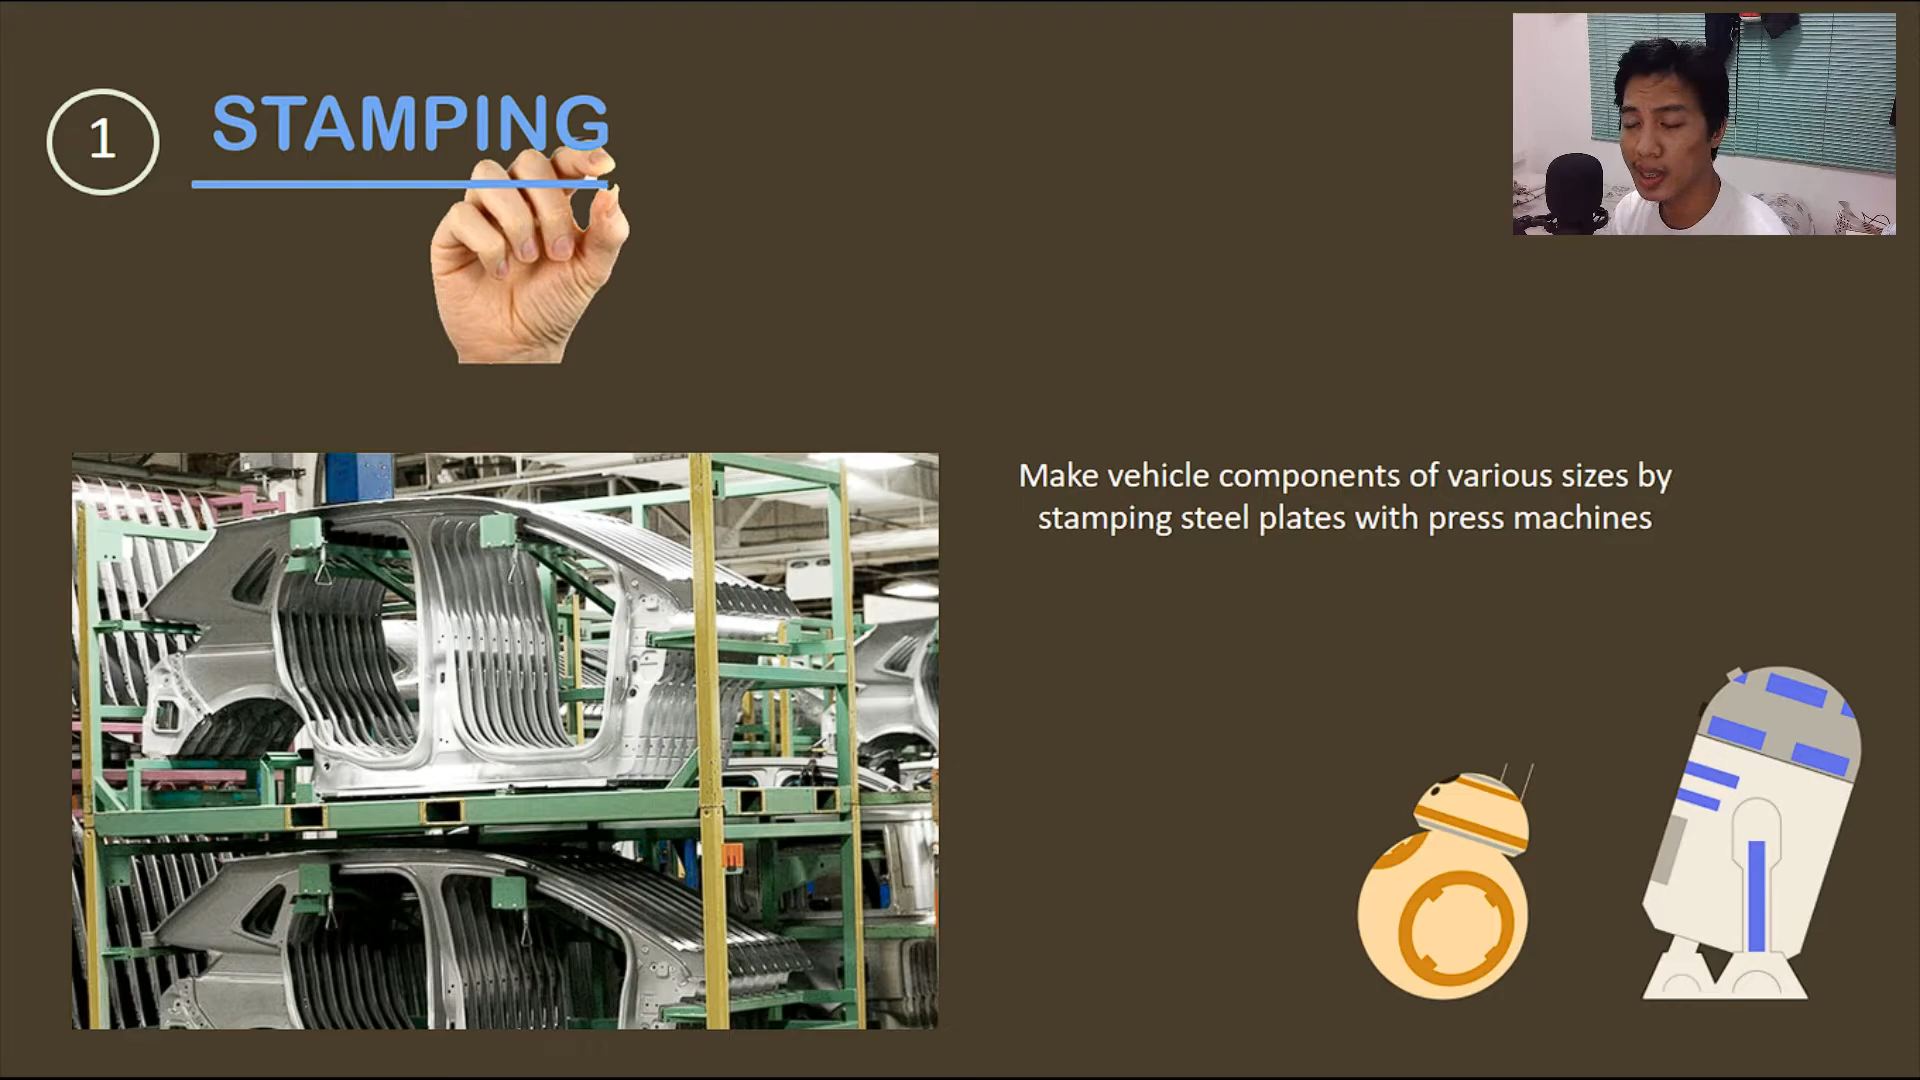 1
STAMPING
Make vehicle components of various sizes by
stamping steel plates with press machines